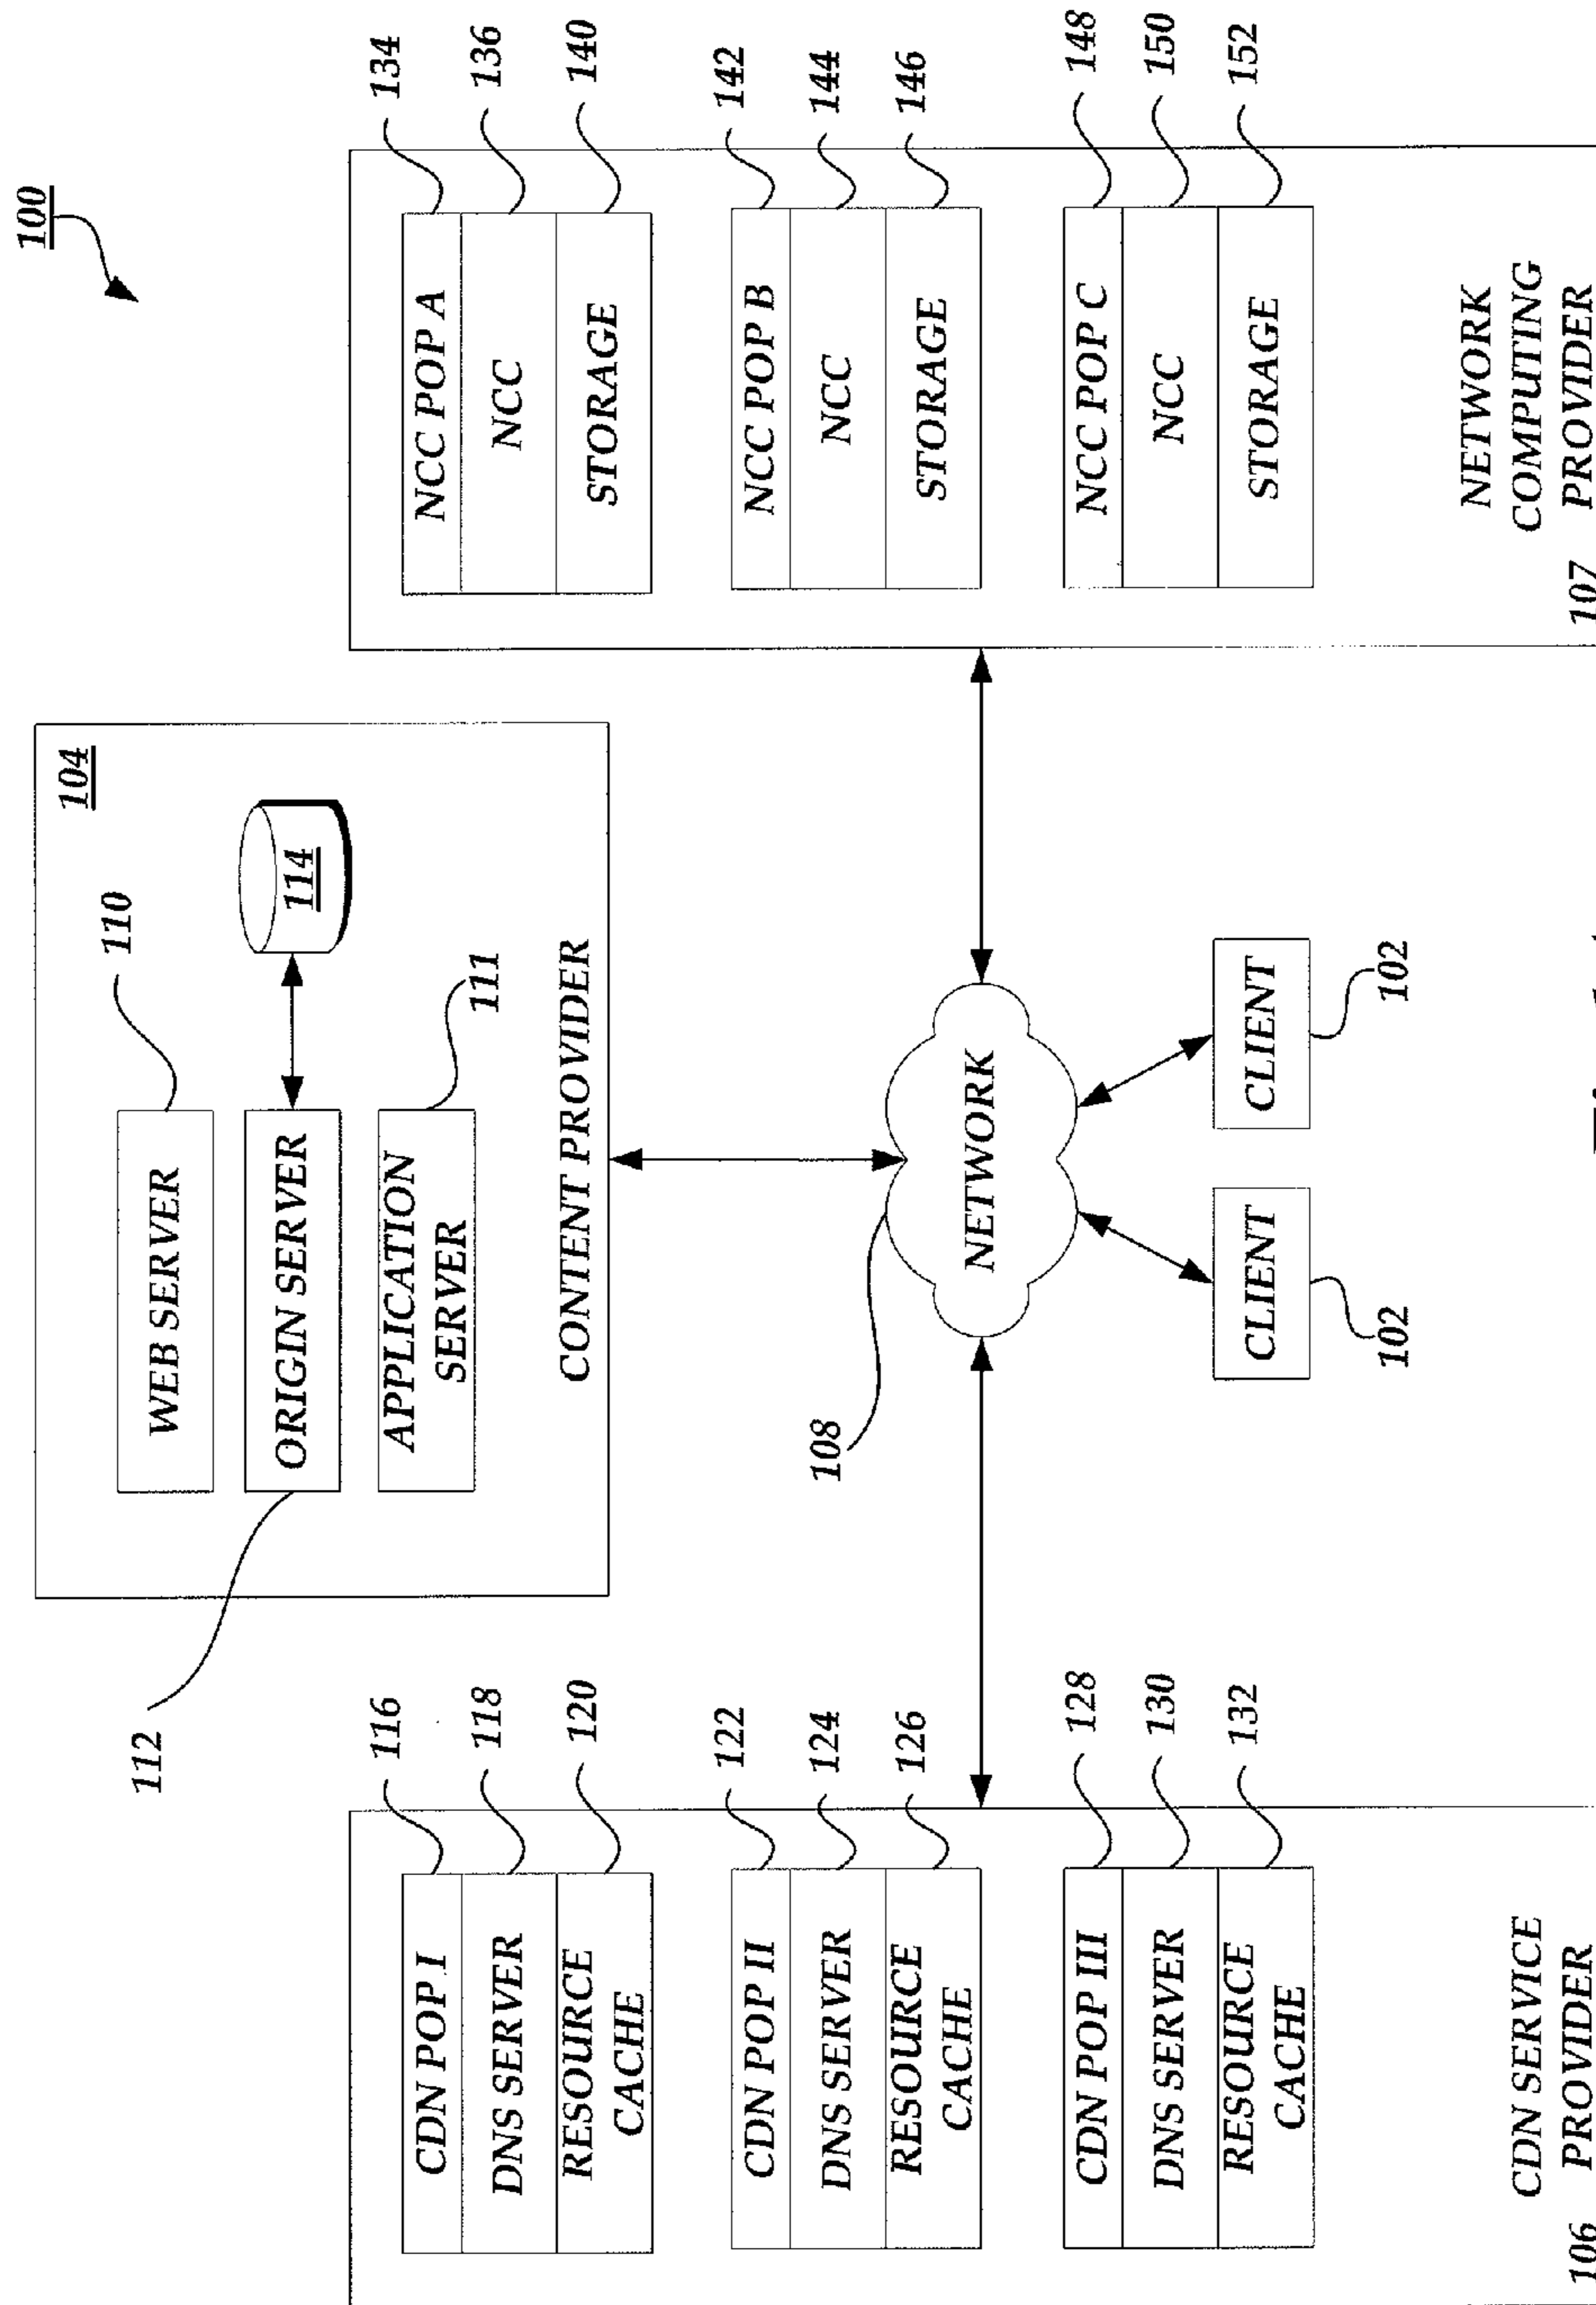 100
104
WEB SERVER
110
ORIGIN SERVER
112
114
APPLICATION
SERVER
111
CONTENT PROVIDER
CDN POP I
116
DNS SERVER
118
RESOURCE
CACHE
120
CDN POP II
122
DNS SERVER
124
RESOURCE
CACHE
126
CDN POP III
128
DNS SERVER
130
RESOURCE
CACHE
132
CDN SERVICE
PROVIDER
106
108
NETWORK
CLIENT
102
CLIENT
102
NCC POP A
134
NCC
136
STORAGE
140
NCC POP B
142
NCC
144
STORAGE
146
NCC POP C
148
NCC
150
STORAGE
152
NETWORK
COMPUTING
PROVIDER
107